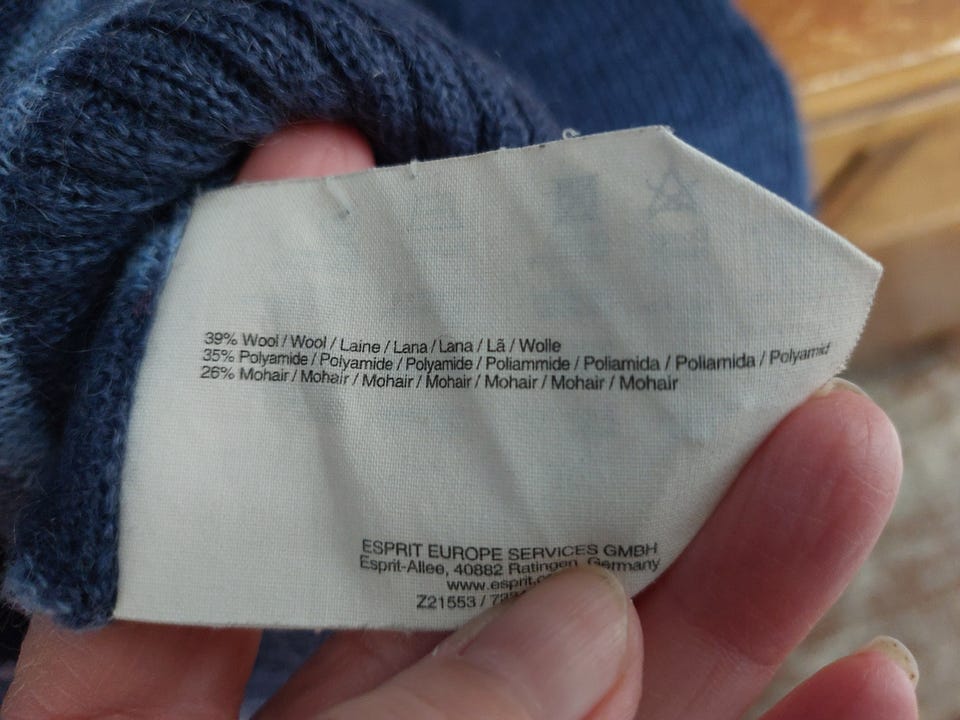 39% Wool / Wool / Laine / Lana / Lana / Lã / Wolle
35% Polyamide / Polyamide / Polyamide / Poliammide / Poliamida / Poliamida / Polyamid
26% Mohair / Mohair / Mohair / Mohair / Mohair / Mohair / Mohair
ESPRIT EUROPE SERVICES GMBH
Esprit-Allee, 40882 Ratingen, Germany
Z21553 /